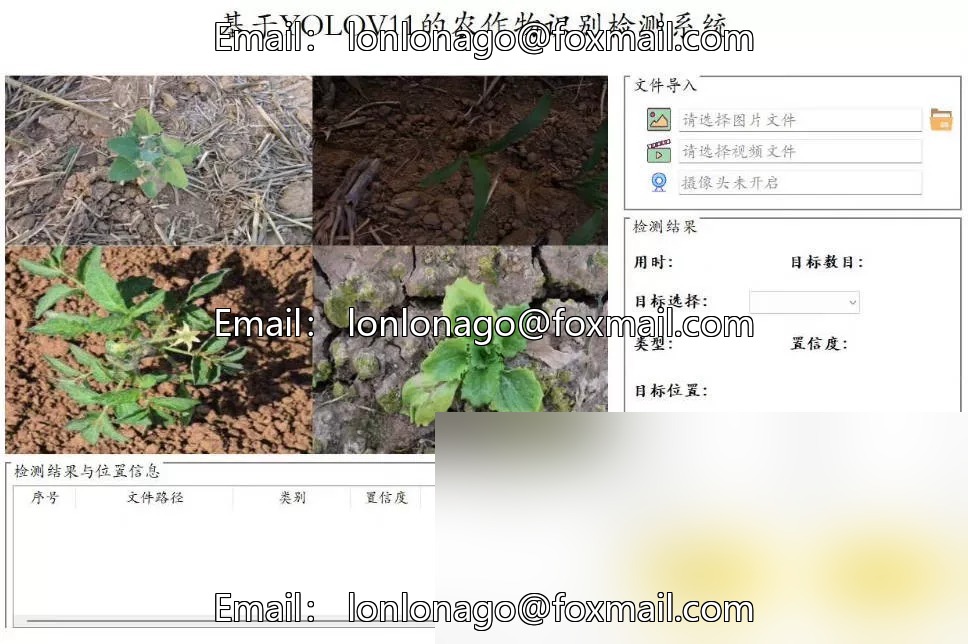 基于YOLOV11的农作物识别检测系统
Email： lonlonago@foxmail.com
文件导入
请选择图片文件
请选择视频文件
摄像头未开启
检测结果
用时：
目标数目：
目标选择：
Email： lonlonago@foxmail.com
类型：
置信度：
目标位置：
检测结果与位置信息
序号 文件路径 类别 置信度
Email： lonlonago@foxmail.com